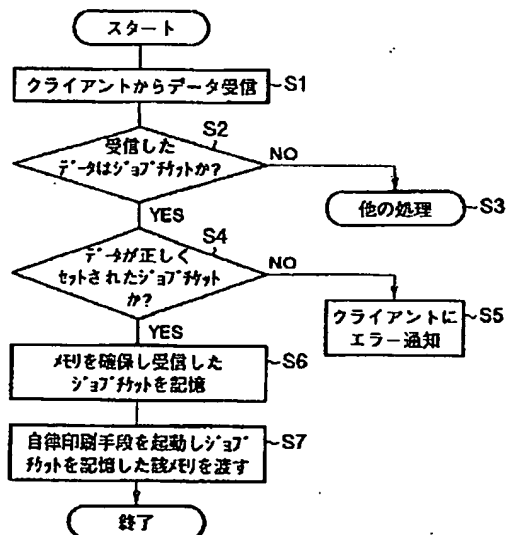 スタート
クライアントからデータ受信
S1
S2
受信した
ﾃﾞｰﾀはｼﾞｮﾌﾞﾁｹｯﾄか?
NO
YES
他の処理
S3
S4
ﾃﾞｰﾀが正しく
ｾｯﾄされたｼﾞｮﾌﾞﾁｹｯﾄ
か?
NO
YES
クライアントに
エラー通知
S5
ﾒﾓﾘを確保し受信した
ｼﾞｮﾌﾞﾁｹｯﾄを記憶
S6
自律印刷手段を起動しｼﾞｮﾌﾞ
ﾁｹｯﾄを記憶した該ﾒﾓﾘを渡す
S7
終了